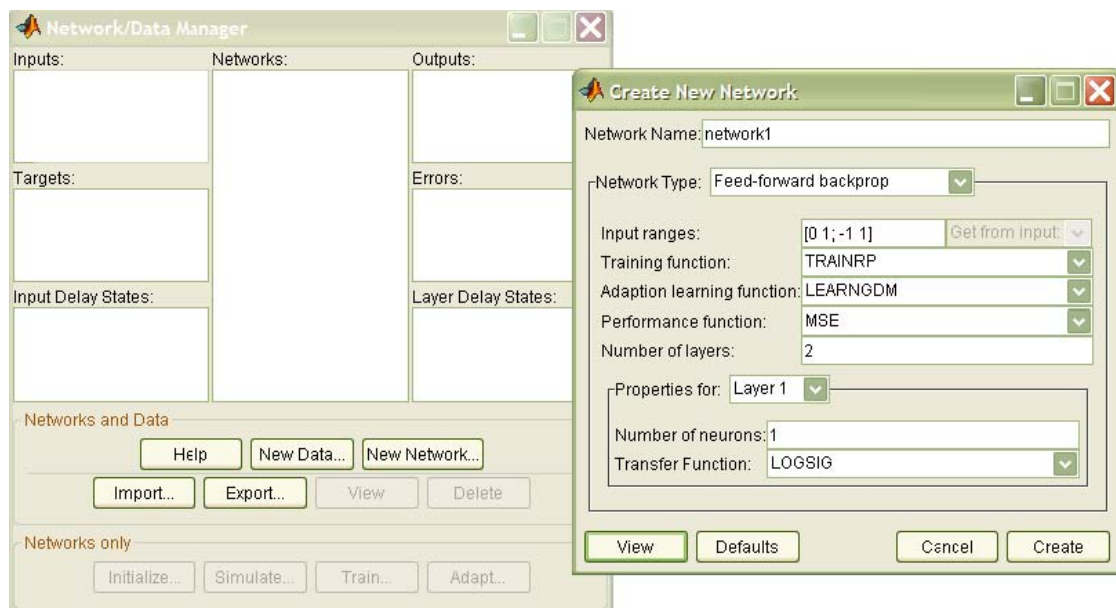 Network/Data Manager
Inputs:
Networks:
Outputs:
Targets:
Errors:
Input Delay States:
Layer Delay States:
Networks and Data
Help
New Data...
New Network...
Import...
Export...
View
Delete
Networks only
Initialize...
Simulate...
Train...
Adapt...
Create New Network
Network Name: network1
Network Type: Feed-forward backprop
Input ranges: [0 1; -1 1] Get from input:
Training function: TRAINRP
Adaption learning function: LEARNGDM
Performance function: MSE
Number of layers: 2
Properties for: Layer 1
Number of neurons: 1
Transfer Function: LOGSIG
View
Defaults
Cancel
Create